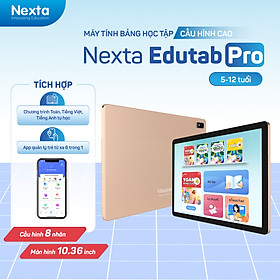 Nexta
Innovating Education
MÁY TÍNH BẢNG HỌC TẬP CẤU HÌNH CAO
Nexta Edutab Pro
5-12 tuổi
TÍCH HỢP
Chương trình Toán, Tiếng Việt,
Tiếng Anh tự học
App quản lý trẻ từ xa 6 trong 1
Cấu hình 8 nhân
Màn hình 10.36 inch